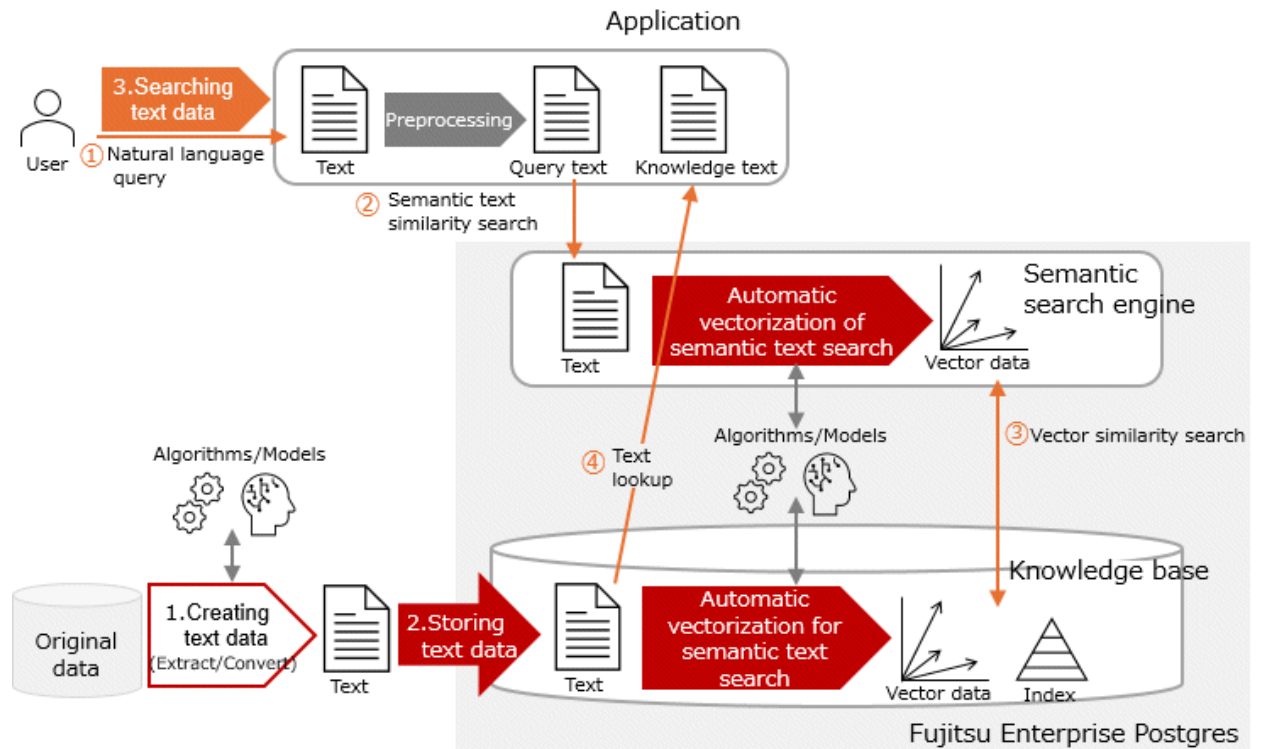 Application
3.Searching
text data
User
① Natural language
query
Text
Preprocessing
Query text
Knowledge text
② Semantic text
similarity search
Text
Automatic
vectorization of
semantic text search
Vector data
Semantic
search engine
Algorithms/Models
③ Vector similarity search
④ Text
lookup
Algorithms/Models
Original
data
1.Creating
text data
(Extract/Convert)
Text
2.Storing
text data
Text
Automatic
vectorization for
semantic text
search
Vector data
Index
Knowledge base
Fujitsu Enterprise Postgres